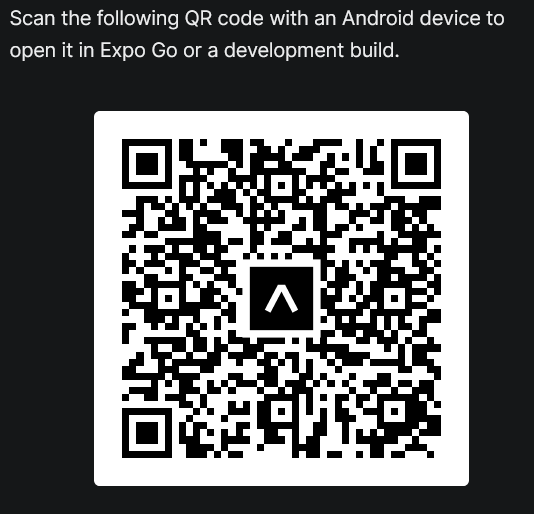 Scan the following QR code with an Android device to
open it in Expo Go or a development build.